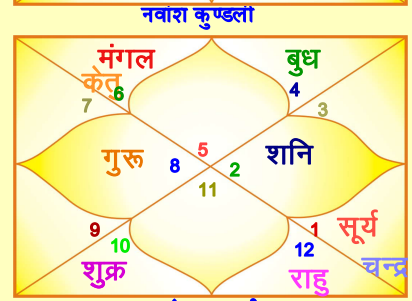 नवांश कुण्डली
मंगल बुध
केतु 6 4
7 3
5
गुरू 8 2 शनि
11
9 1 सूर्य
10 12 चन्द्र
शुक्र राहु